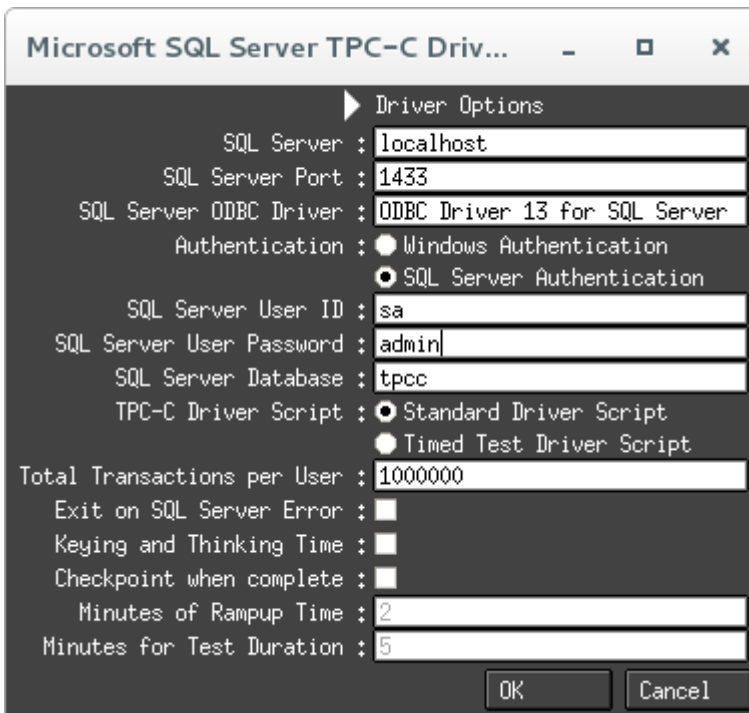 Microsoft SQL Server TPC-C Driv...
Driver Options
SQL Server : localhost
SQL Server Port : 1433
SQL Server ODBC Driver : ODBC Driver 13 for SQL Server
Authentication : Windows Authentication
SQL Server Authentication
SQL Server User ID : sa
SQL Server User Password : admin
SQL Server Database : tpcc
TPC-C Driver Script : Standard Driver Script
Timed Test Driver Script
Total Transactions per User : 1000000
Exit on SQL Server Error :
Keying and Thinking Time :
Checkpoint when complete :
Minutes of Rampup Time : 2
Minutes for Test Duration : 5
OK Cancel